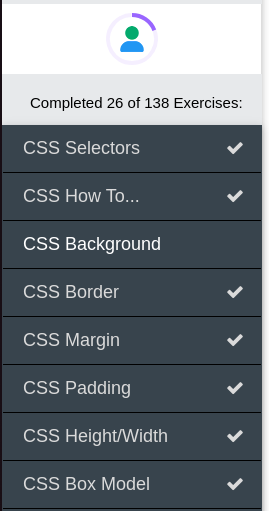 Completed 26 of 138 Exercises:
CSS Selectors
CSS How To...
CSS Background
CSS Border
CSS Margin
CSS Padding
CSS Height/Width
CSS Box Model